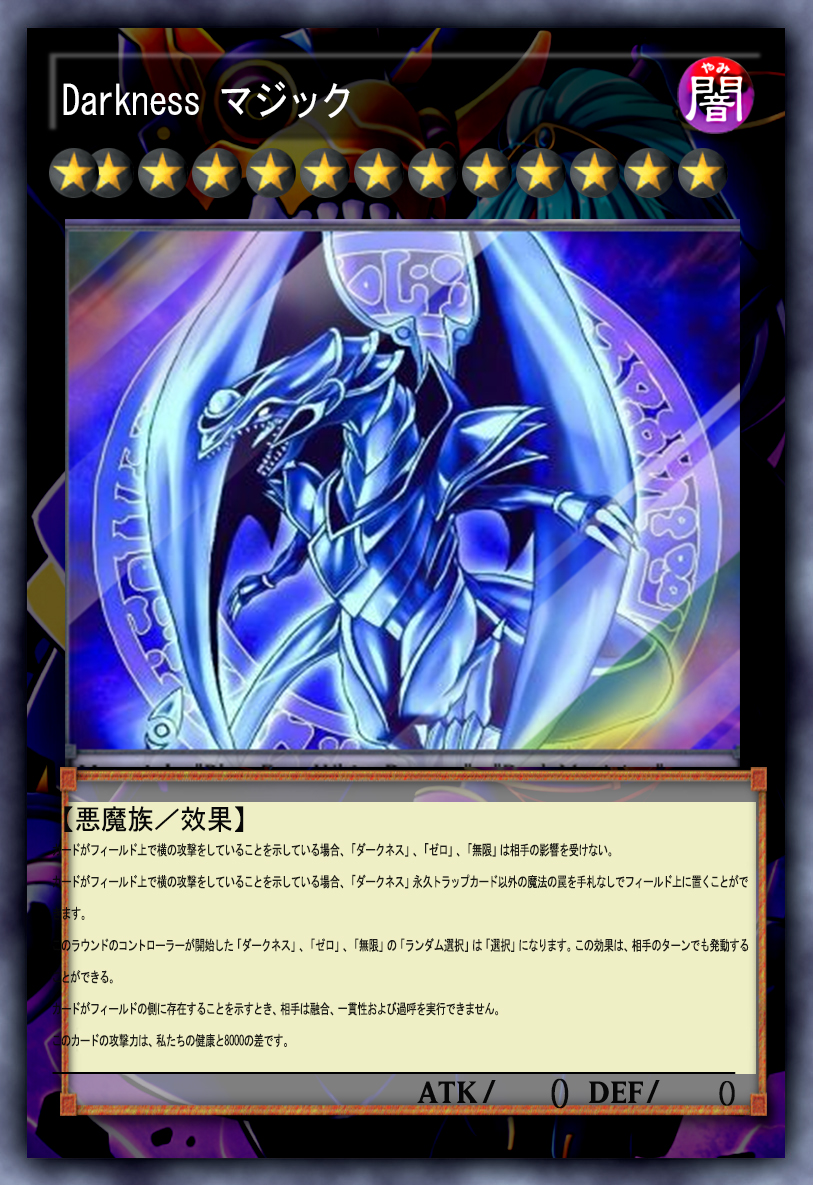 Darkness マジック
やみ
闇
【悪魔族／効果】
ードがフィールド上で横の攻撃をしていることを示している場合、「ダークネス」、「ゼロ」、「無限」は相手の影響を受けない。
ードがフィールド上で横の攻撃をしていることを示している場合、「ダークネス」永久トラップカード以外の魔法の罠を手札なしでフィールド上に置くことがで
ます。
のラウンドのコントローラーが開始した「ダークネス」、「ゼロ」、「無限」の「ランダム選択」は「選択」になります。この効果は、相手のターンでも発動する
とができる。
ードがフィールドの側に存在することを示すとき、相手は融合、一貫性および過呼を実行できません。
のカードの攻撃力は、私たちの健康と8000の差です。
ATK/ 0 DEF/ 0